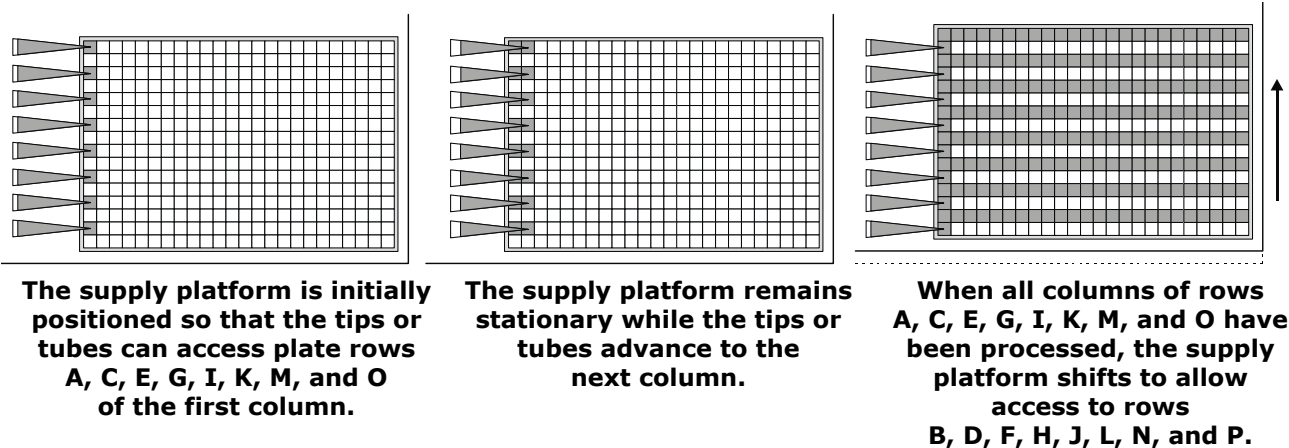 The supply platform is initially
positioned so that the tips or
tubes can access plate rows
A, C, E, G, I, K, M, and O
of the first column.
The supply platform remains
stationary while the tips or
tubes advance to the
next column.
When all columns of rows
A, C, E, G, I, K, M, and O have
been processed, the supply
platform shifts to allow
access to rows
B, D, F, H, J, L, N, and P.